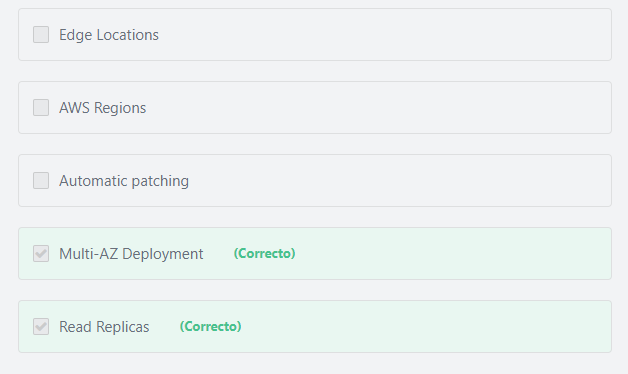 Edge Locations
AWS Regions
Automatic patching
Multi-AZ Deployment (Correcto)
Read Replicas (Correcto)